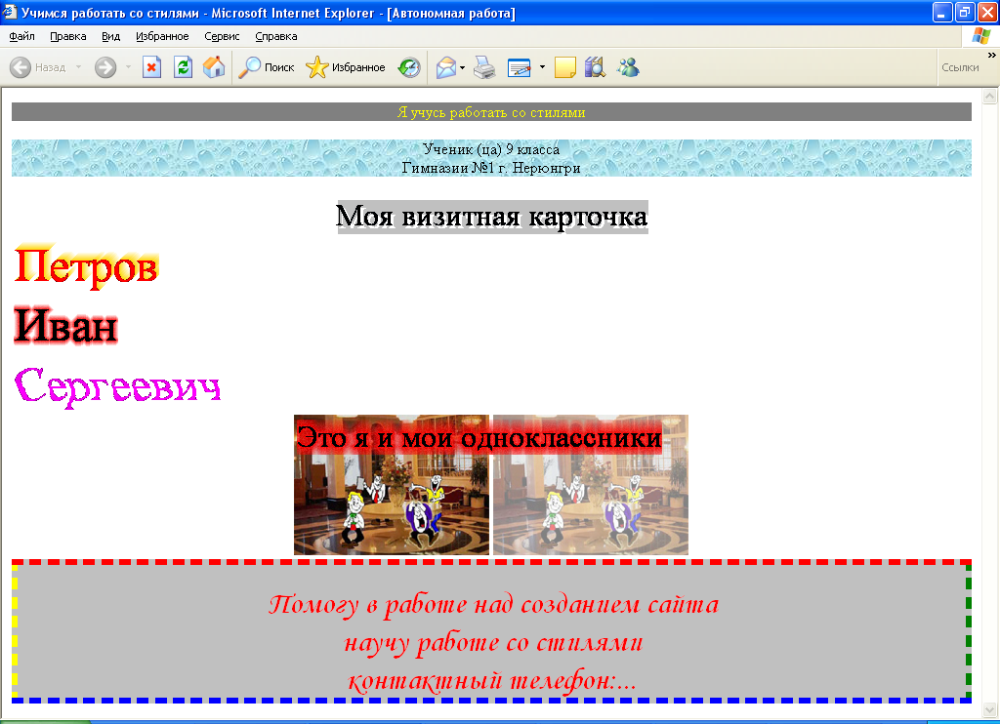 Учимся работать со стилями - Microsoft Internet Explorer - [Автономная работа]
Файл Правка Вид Избранное Сервис Справка
Назад Поиск Избранное Ссылки »
Я учусь работать со стилями
Ученик (ца) 9 класса
Гимназии №1 г. Нерюнгри
Моя визитная карточка
Петров
Иван
Сергеевич
Это я и мои одноклассники
Помогу в работе над созданием сайта
научу работе со стилями
контактный телефон:...